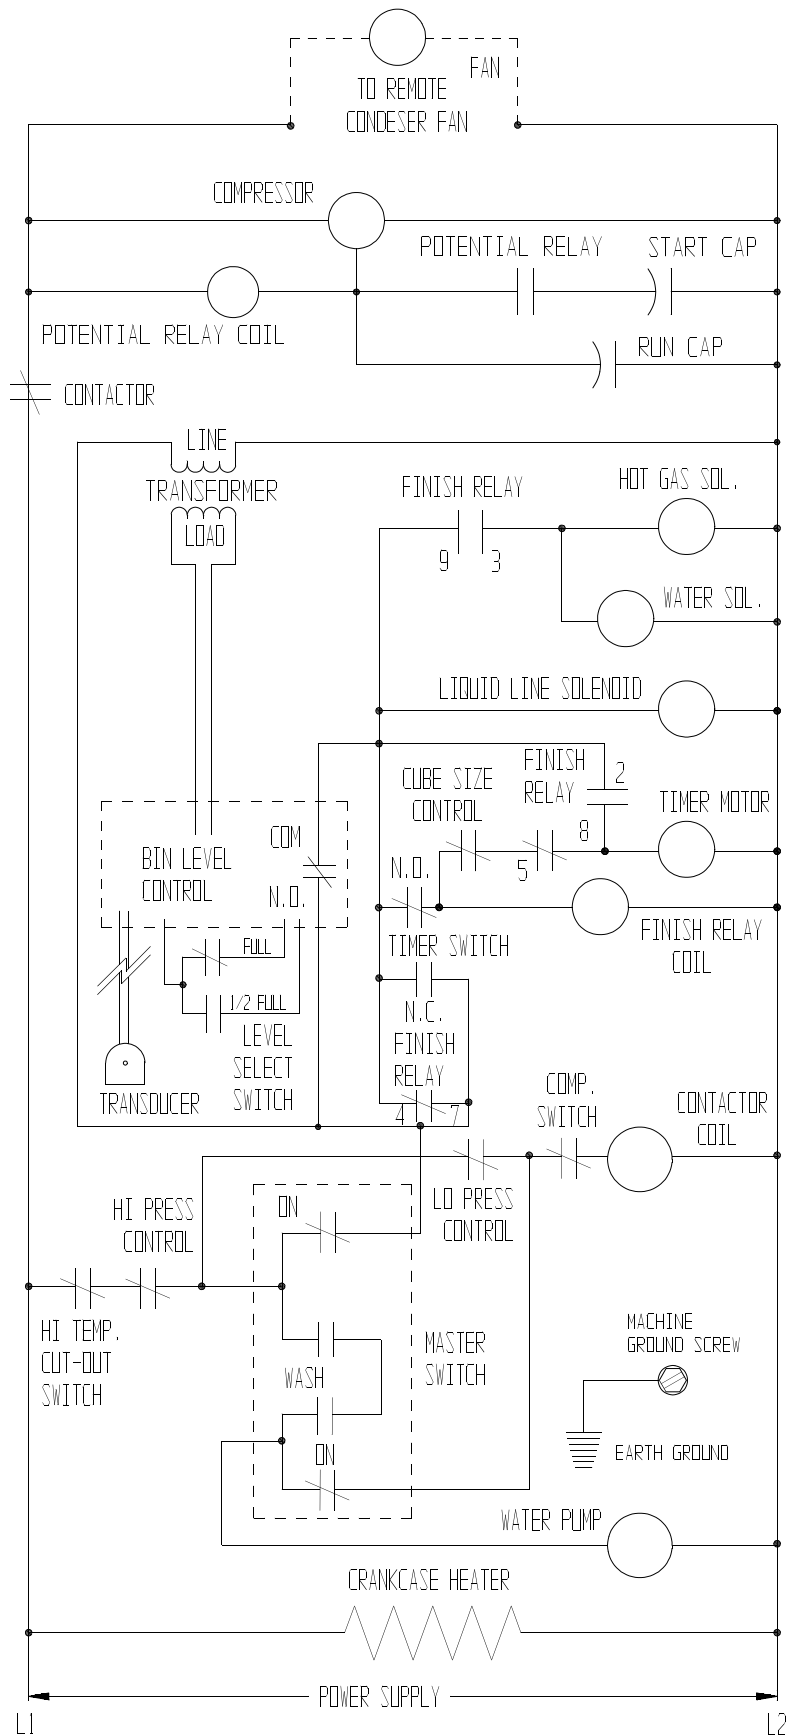 FAN
TO REMOTE
CONDESER FAN
COMPRESSOR
POTENTIAL RELAY
START CAP
POTENTIAL RELAY COIL
RUN CAP
CONTACTOR
LINE
TRANSFORMER
LOAD
FINISH RELAY
HOT GAS SOL.
9
3
WATER SOL.
LIQUID LINE SOLENOID
FINISH
RELAY
2
CUBE SIZE
CONTROL
TIMER MOTOR
8
5
COM
BIN LEVEL
CONTROL
N.O.
N.O.
TIMER SWITCH
FINISH RELAY
COIL
FULL
1/2 FULL
LEVEL
SELECT
SWITCH
N.C.
FINISH
RELAY
4
7
TRANSDUCER
COMP.
SWITCH
CONTACTOR
COIL
LO PRESS
CONTROL
ON
HI PRESS
CONTROL
HI TEMP.
CUT-OUT
SWITCH
WASH
MASTER
SWITCH
MACHINE
GROUND SCREW
EARTH GROUND
ON
WATER PUMP
CRANKCASE HEATER
POWER SUPPLY
L1
L2